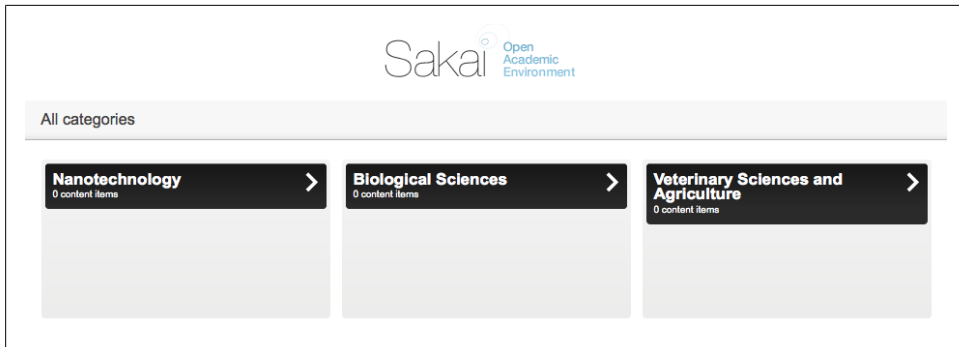 Sakai Open
Academic
Environment
All categories
Nanotechnology
0 content items
Biological Sciences
0 content items
Veterinary Sciences and
Agriculture
0 content items